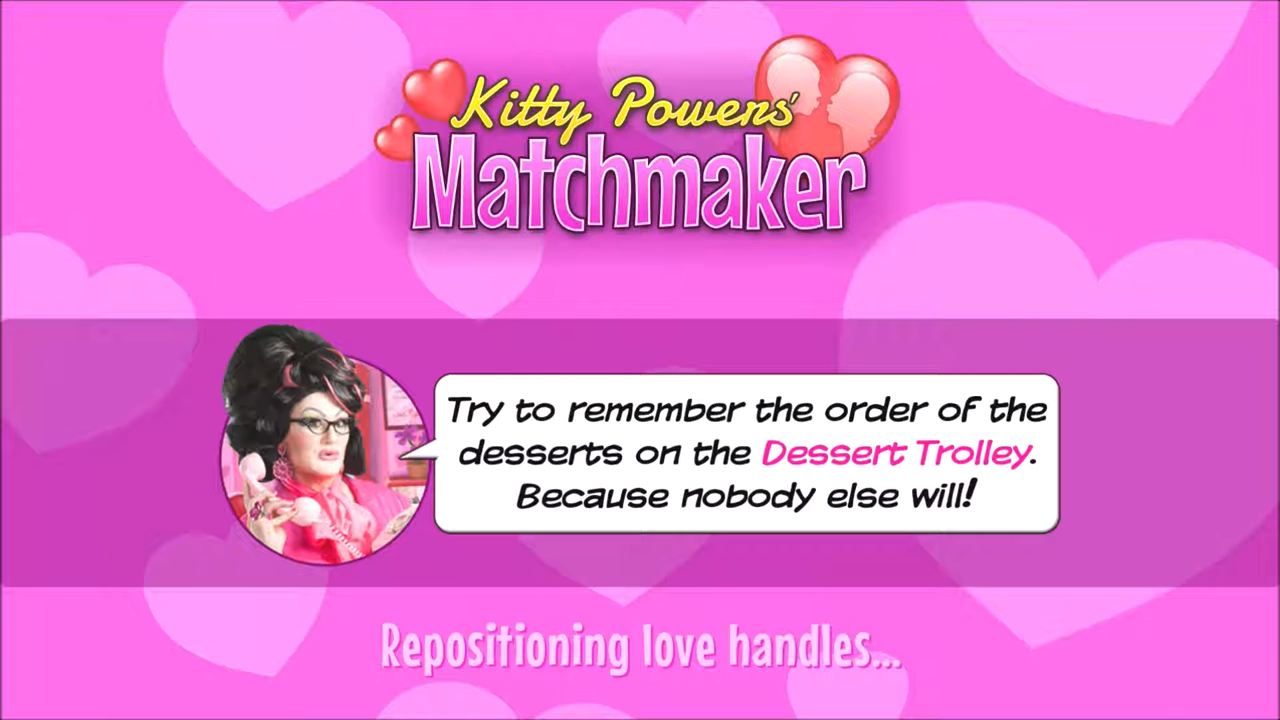 Kitty Powers'
Matchmaker
Try to remember the order of the
desserts on the Dessert Trolley.
Because nobody else will!
Repositioning love handles...